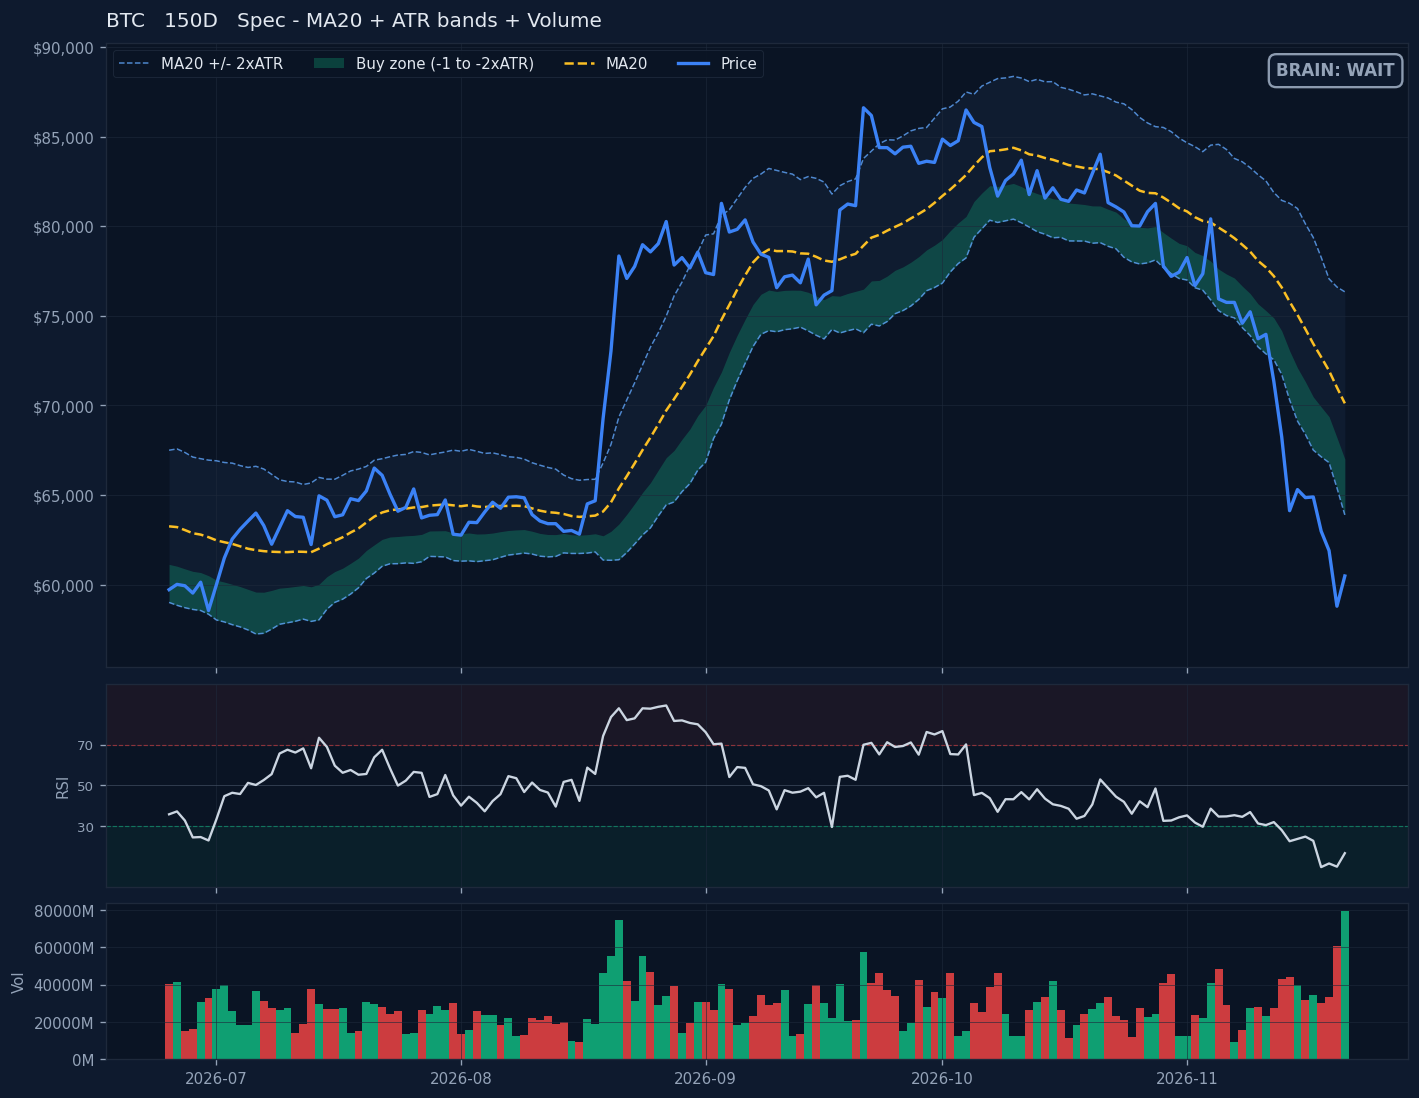 BTC   150D   Spec - MA20 + ATR bands + Volume
MA20 +/- 2xATR
Buy zone (-1 to -2xATR)
MA20
Price
BRAIN: WAIT
$90,000
$85,000
$80,000
$75,000
$70,000
$65,000
$60,000
RSI
70
50
30
Vol
80000M
60000M
40000M
20000M
0M
2026-07
2026-08
2026-09
2026-10
2026-11